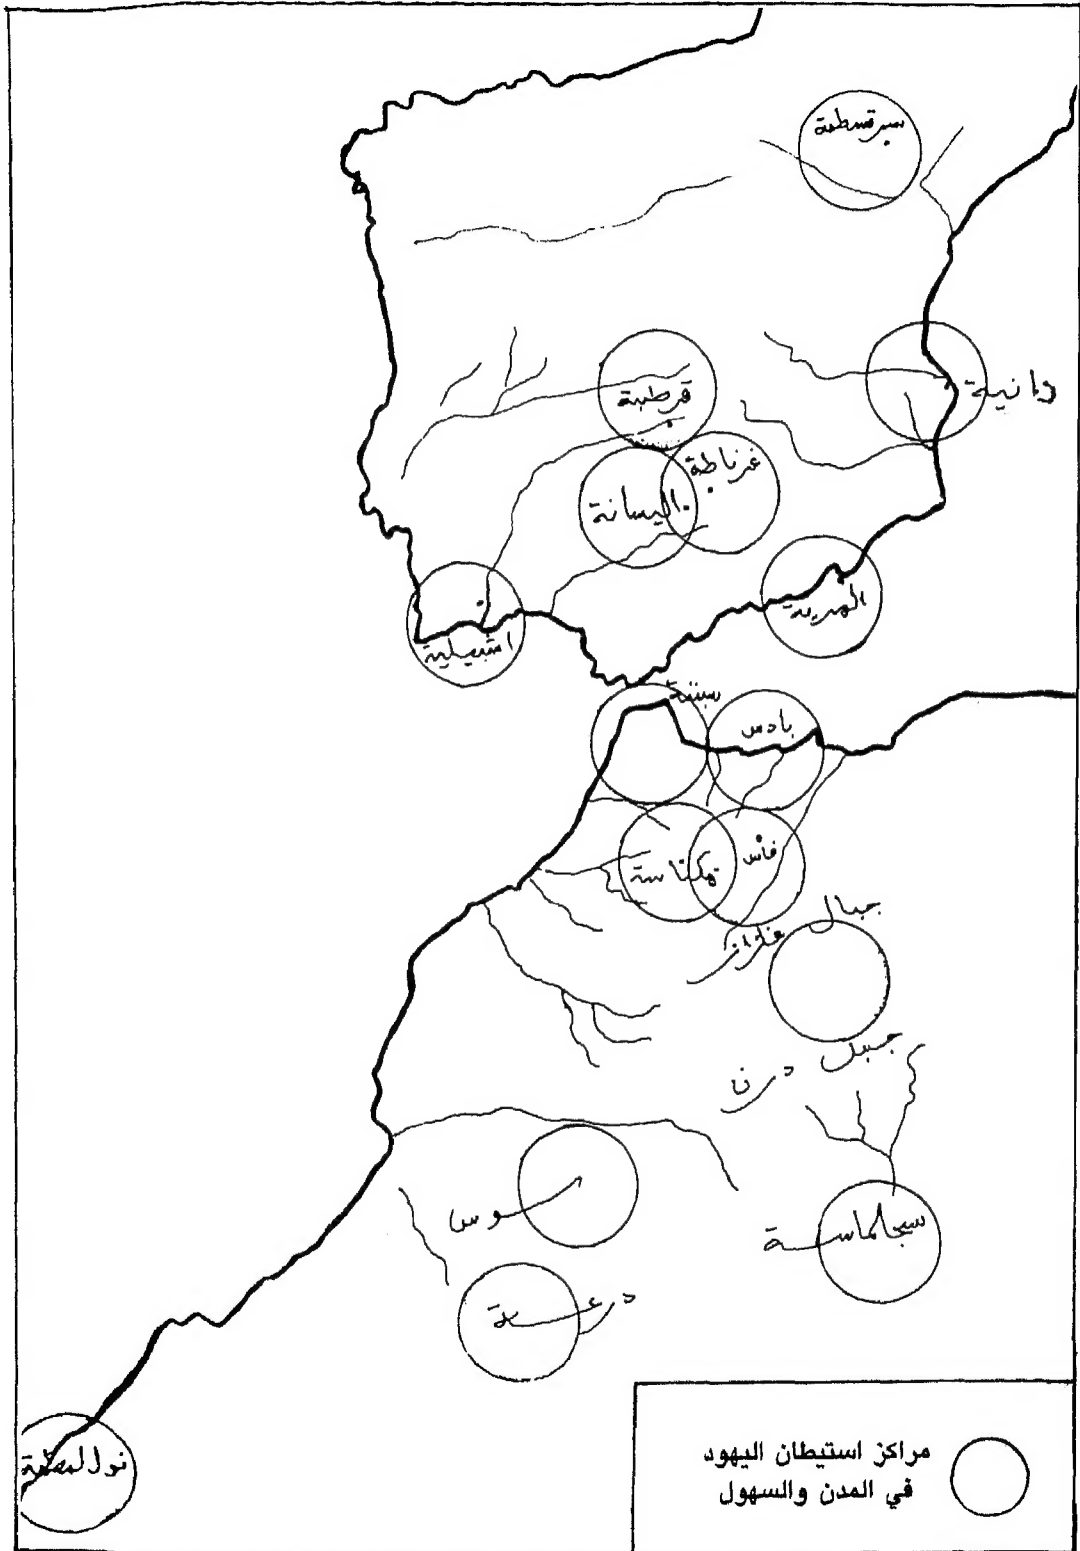 سرقسطة
دانية
قرطبة
غرناطة
اليسانة
المرية
اشبيلية
سبتة
بادس
فاس
مكناسة
جبال
فازاز
جبل
درن
سوس
سجلماسة
درعة
نول لمطة
مراكز استيطان اليهود
في المدن والسهول